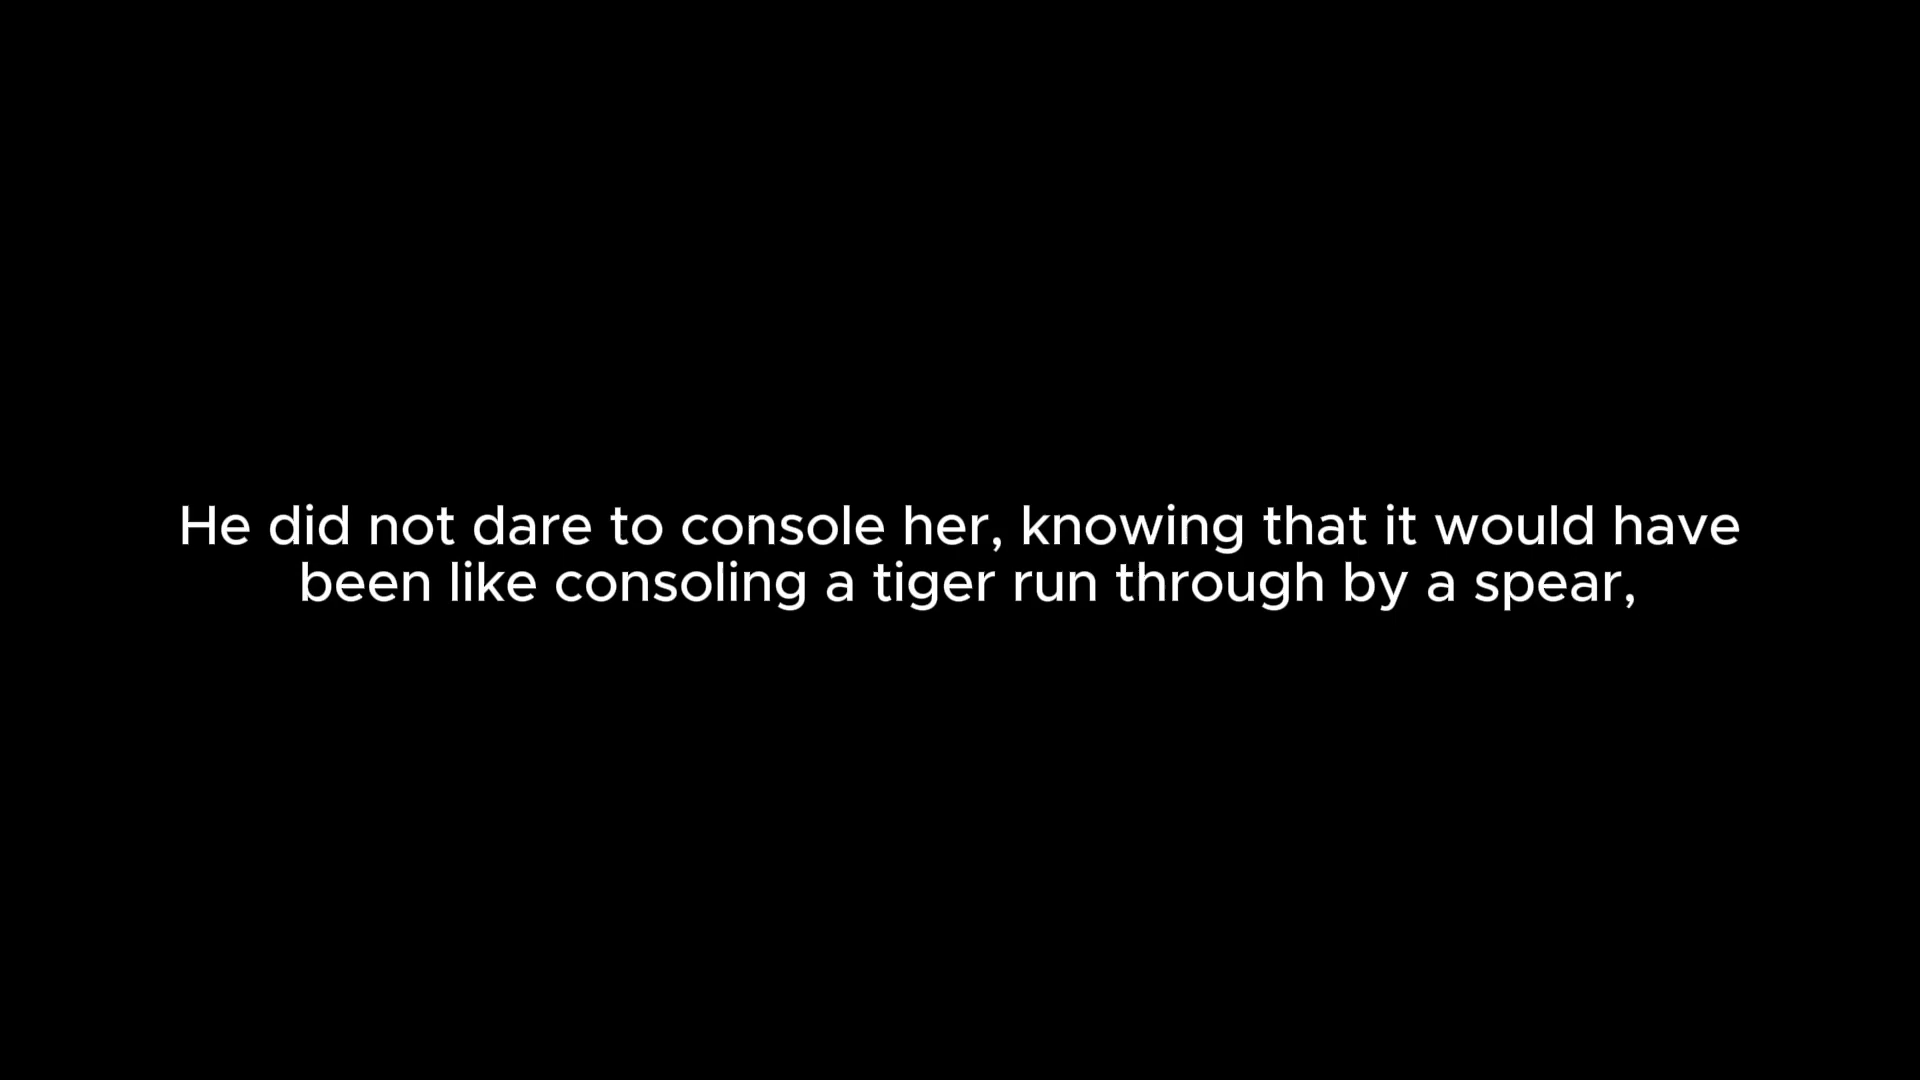 He did not dare to console her, knowing that it would have
been like consoling a tiger run through by a spear,